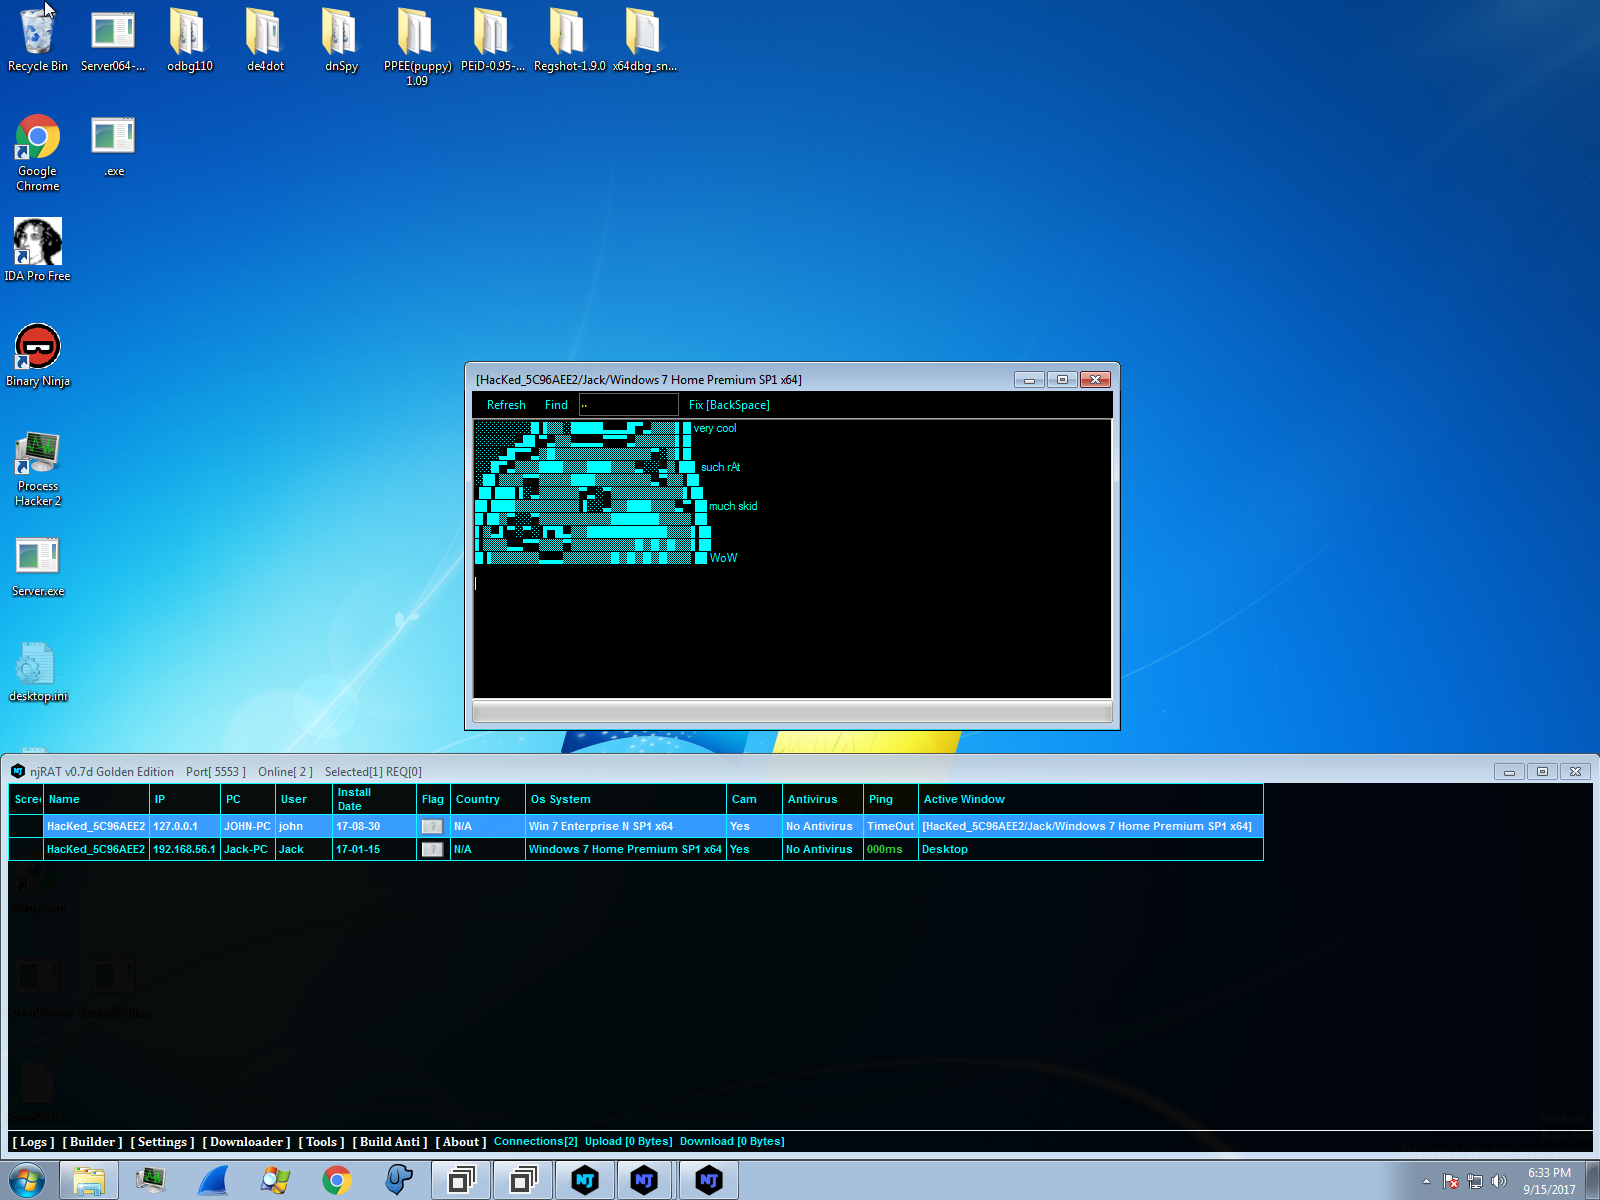 Recycle Bin
Server064-...
odbg110
de4dot
dnSpy
PPEE(puppy) 1.09
PEiD-0.95-...
Regshot-1.9.0
x64dbg_sn...
Google Chrome
.exe
IDA Pro Free
Binary Ninja
Process Hacker 2
Server.exe
desktop.ini
[HacKed_5C96AEE2/Jack/Windows 7 Home Premium SP1 x64]
Refresh Find .. Fix [BackSpace]
very cool
such rAt
much skid
WoW
njRAT v0.7d Golden Edition Port[ 5553 ] Online[ 2 ] Selected[1] REQ[0]
Scree Name IP PC User Install Date Flag Country Os System Cam Antivirus Ping Active Window
HacKed_5C96AEE2 127.0.0.1 JOHN-PC john 17-08-30 ? N/A Win 7 Enterprise N SP1 x64 Yes No Antivirus TimeOut [HacKed_5C96AEE2/Jack/Windows 7 Home Premium SP1 x64]
HacKed_5C96AEE2 192.168.56.1 Jack-PC Jack 17-01-15 ? N/A Windows 7 Home Premium SP1 x64 Yes No Antivirus 000ms Desktop
[ Logs ] [ Builder ] [ Settings ] [ Downloader ] [ Tools ] [ Build Anti ] [ About ] Connections[2] Upload [0 Bytes] Download [0 Bytes]
NJ NJ NJ
6:33 PM
9/15/2017